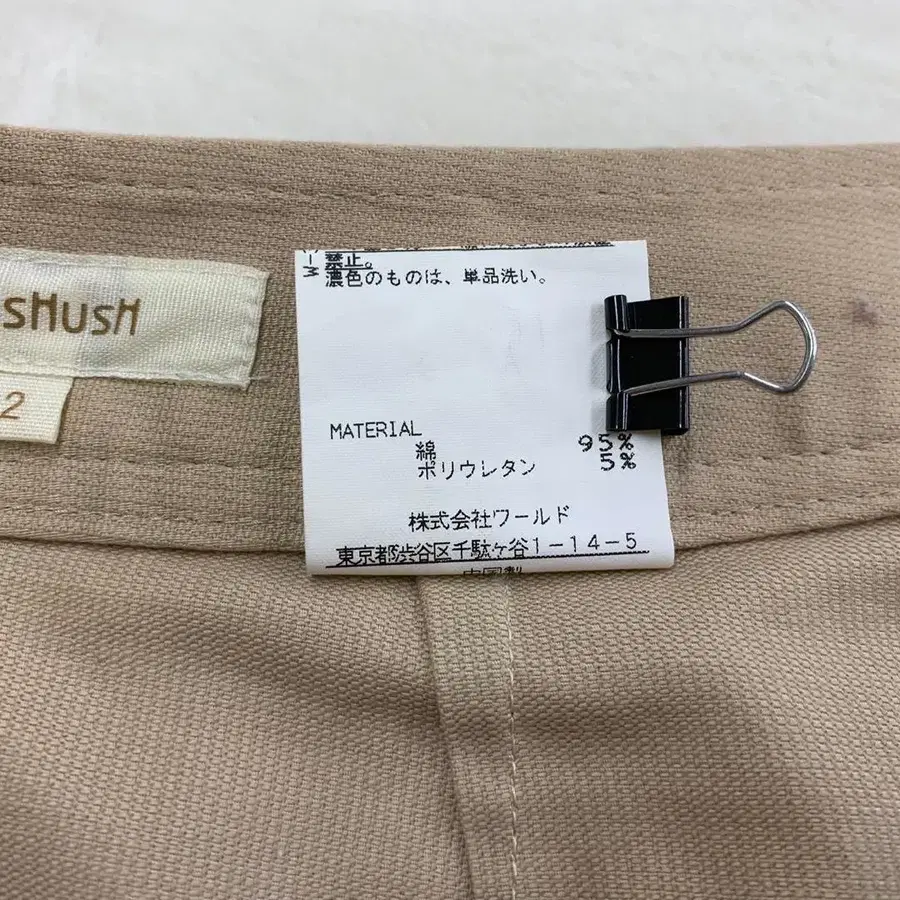 sHusH
2
禁止。
濃色のものは、単品洗い。
MATERIAL
綿 95%
ポリウレタン 5%
株式会社ワールド
東京都渋谷区千駄ヶ谷1-14-5